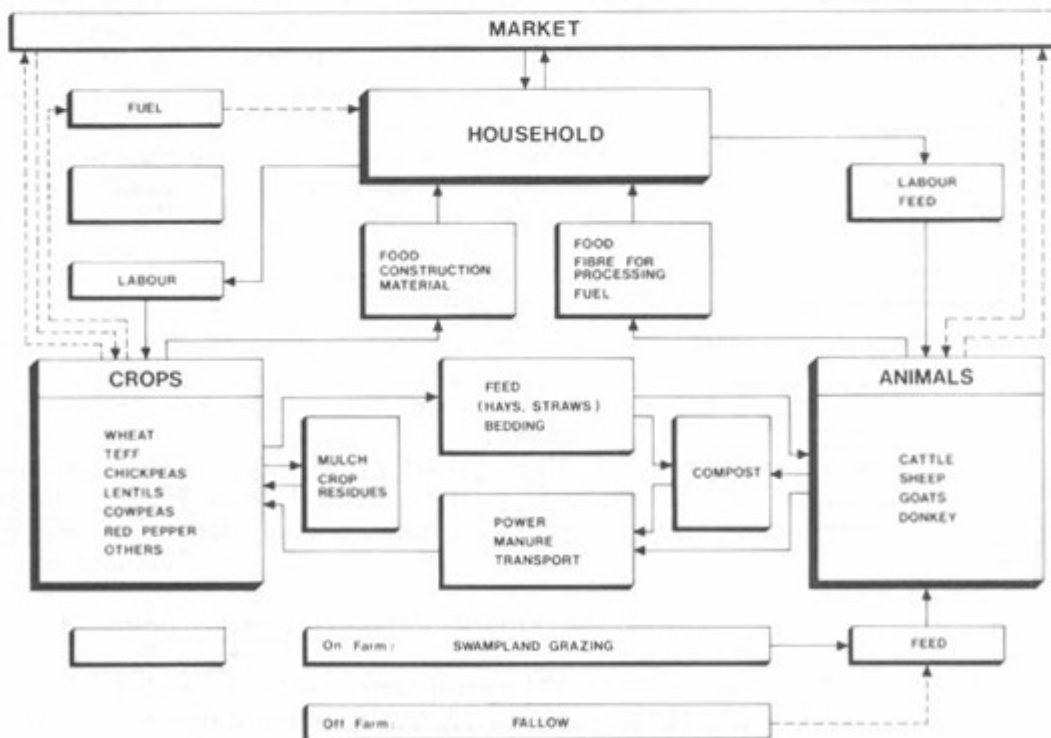 MARKET
FUEL
HOUSEHOLD
LABOUR
FEED
LABOUR
FOOD
CONSTRUCTION
MATERIAL
FOOD
FIBRE FOR
PROCESSING
FUEL
CROPS
WHEAT
TEFF
CHICKPEAS
LENTILS
COWPEAS
RED PEPPER
OTHERS
MULCH
CROP
RESIDUES
FEED
(HAYS, STRAWS)
BEDDING
POWER
MANURE
TRANSPORT
COMPOST
ANIMALS
CATTLE
SHEEP
GOATS
DONKEY
On Farm: SWAMPLAND GRAZING
FEED
Off Farm: FALLOW